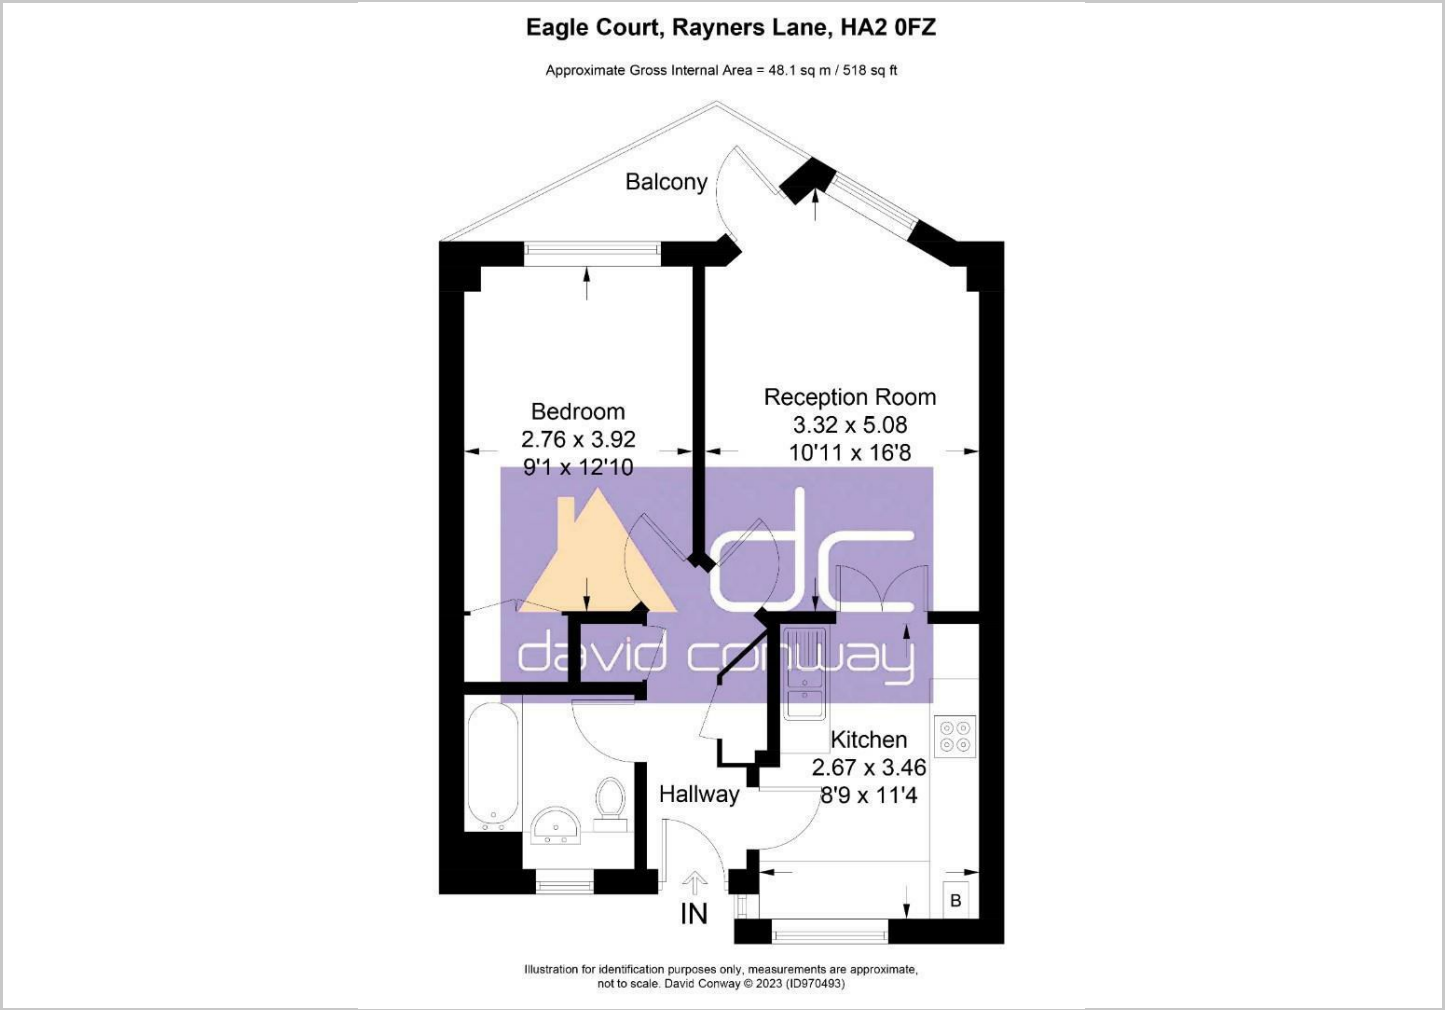 Eagle Court, Rayners Lane, HA2 0FZ
Approximate Gross Internal Area = 48.1 sq m / 518 sq ft
Balcony
Reception Room
3.32 x 5.08
10'11 x 16'8
Bedroom
2.76 x 3.92
9'1 x 12'10
dc
david conway
Kitchen
2.67 x 3.46
8'9 x 11'4
Hallway
B
IN
Illustration for identification purposes only, measurements are approximate,
not to scale. David Conway © 2023 (ID970493)